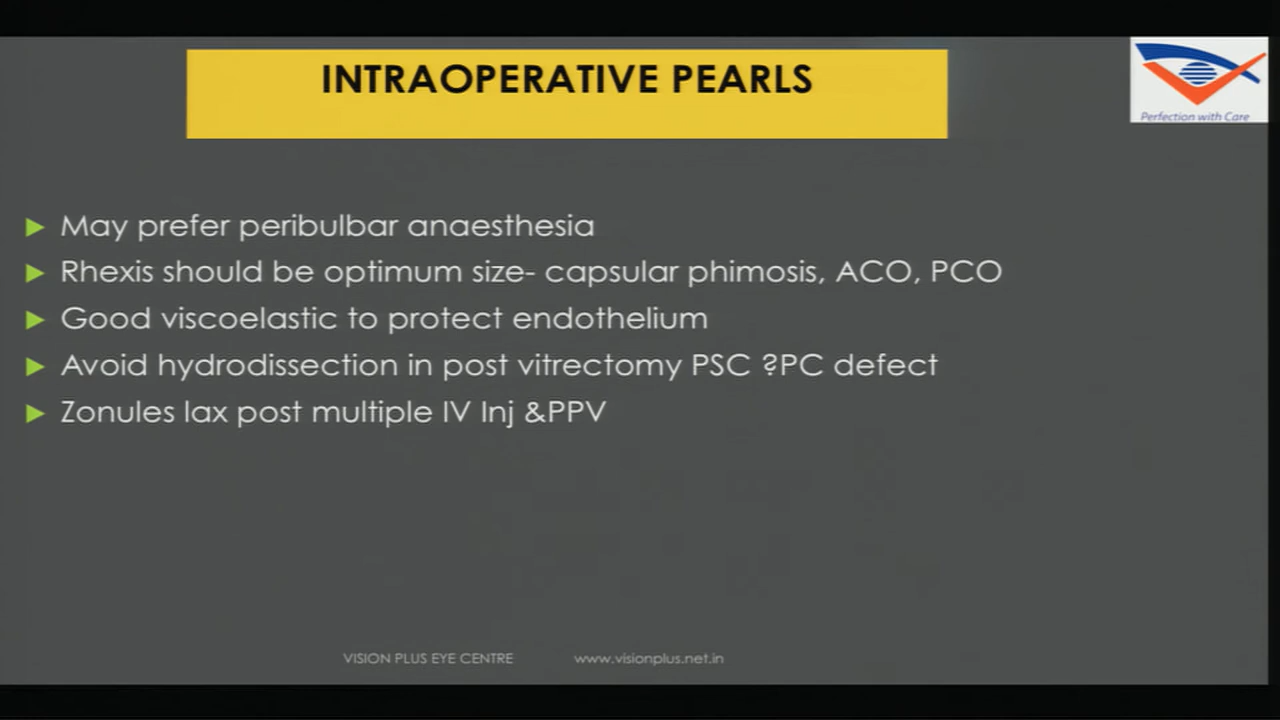 INTRAOPERATIVE PEARLS
Perfection with Care
May prefer peribulbar anaesthesia
Rhexis should be optimum size- capsular phimosis, ACO, PCO
Good viscoelastic to protect endothelium
Avoid hydrodissection in post vitrectomy PSC ?PC defect
Zonules lax post multiple IV Inj &PPV
VISION PLUS EYE CENTRE www.visionplus.net.in